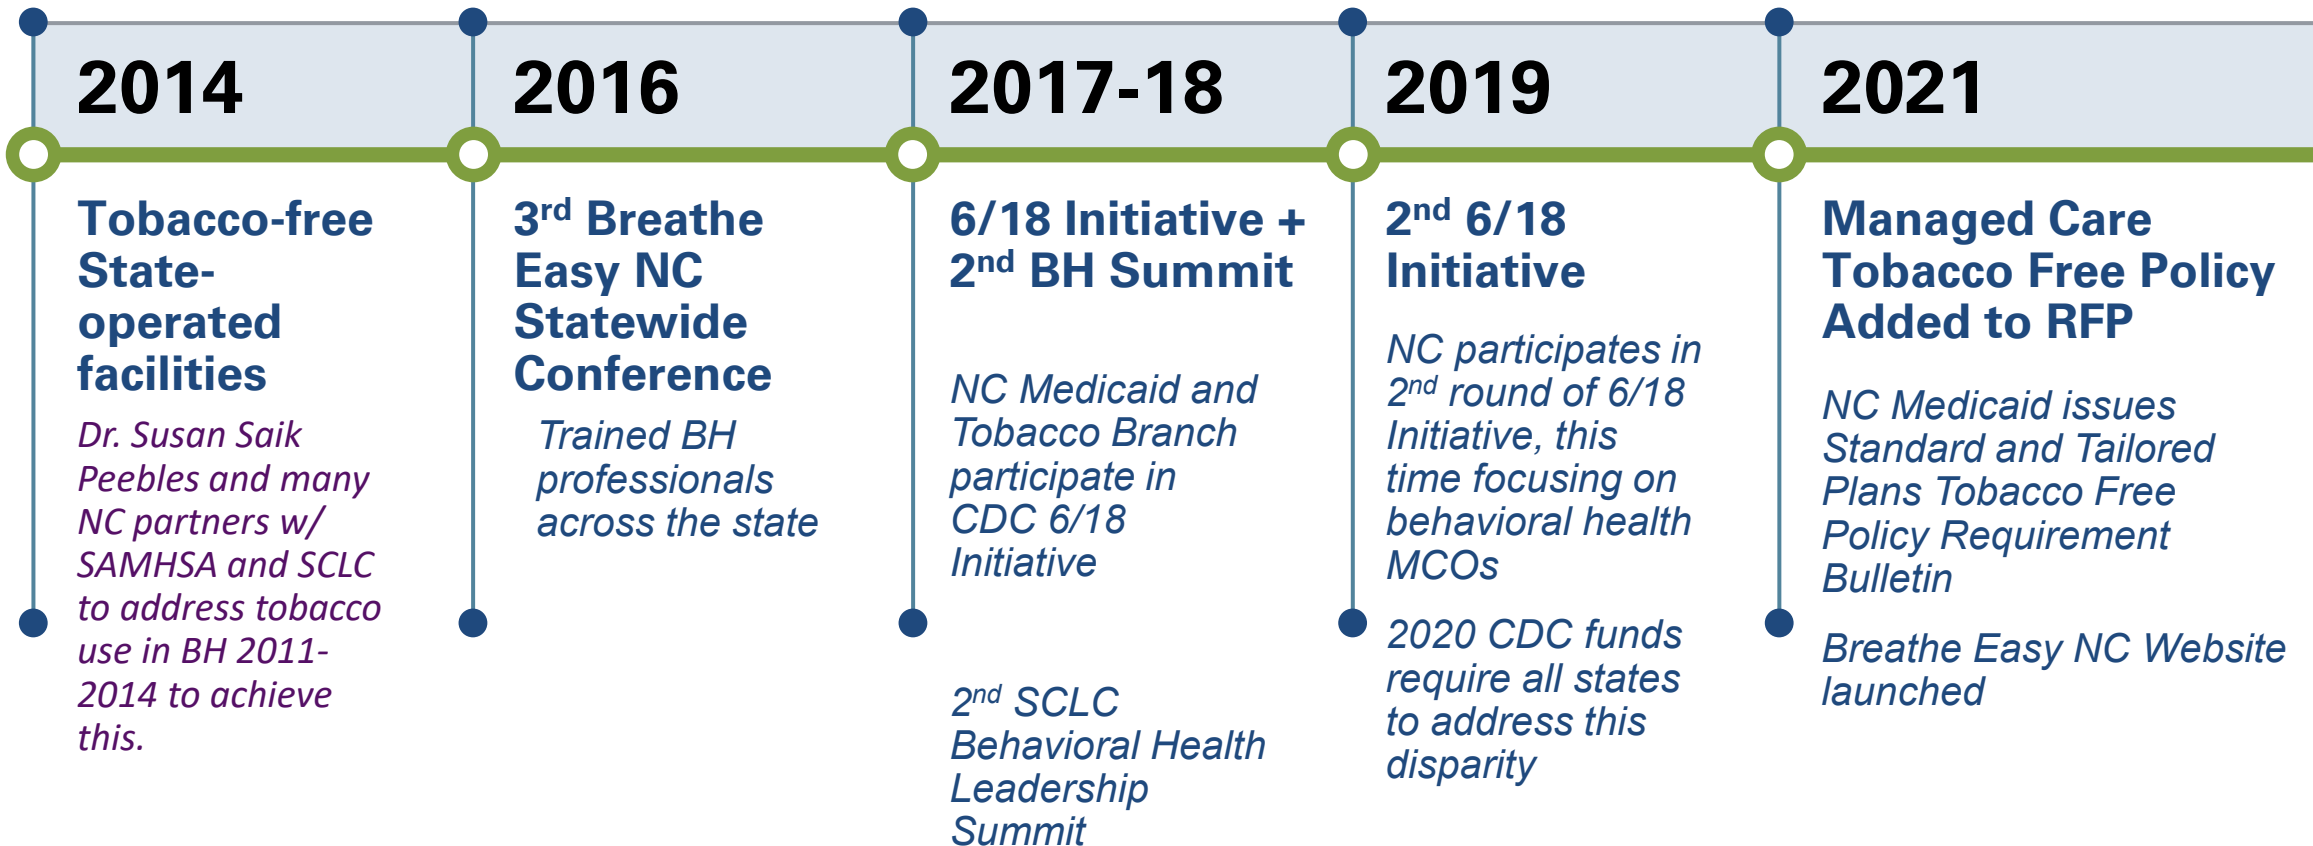 2014
Tobacco-free
State-
operated
facilities
Dr. Susan Saik
Peebles and many
NC partners w/
SAMHSA and SCLC
to address tobacco
use in BH 2011-
2014 to achieve
this.
2016
3rd Breathe
Easy NC
Statewide
Conference
Trained BH
professionals
across the state
2017-18
6/18 Initiative +
2nd BH Summit
NC Medicaid and
Tobacco Branch
participate in
CDC 6/18
Initiative
2nd SCLC
Behavioral Health
Leadership
Summit
2019
2nd 6/18
Initiative
NC participates in
2nd round of 6/18
Initiative, this
time focusing on
behavioral health
MCOs
2020 CDC funds
require all states
to address this
disparity
2021
Managed Care
Tobacco Free Policy
Added to RFP
NC Medicaid issues
Standard and Tailored
Plans Tobacco Free
Policy Requirement
Bulletin
Breathe Easy NC Website
launched